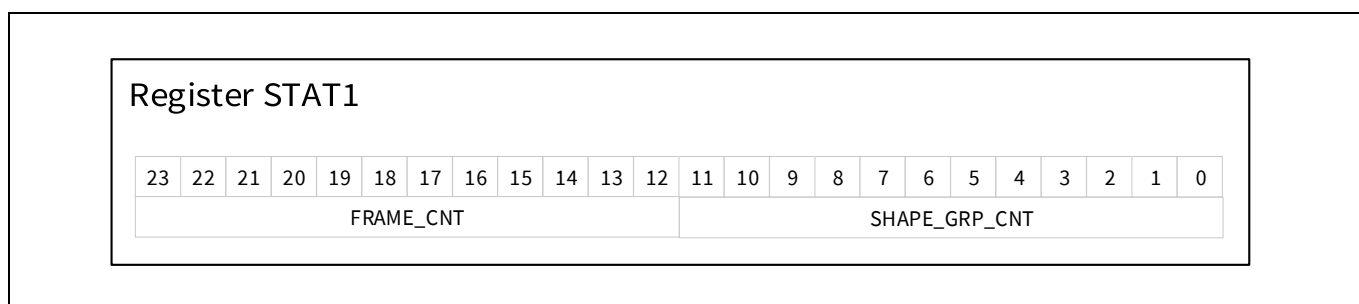 Register STAT1
23 22 21 20 19 18 17 16 15 14 13 12 11 10 9 8 7 6 5 4 3 2 1 0
FRAME_CNT SHAPE_GRP_CNT